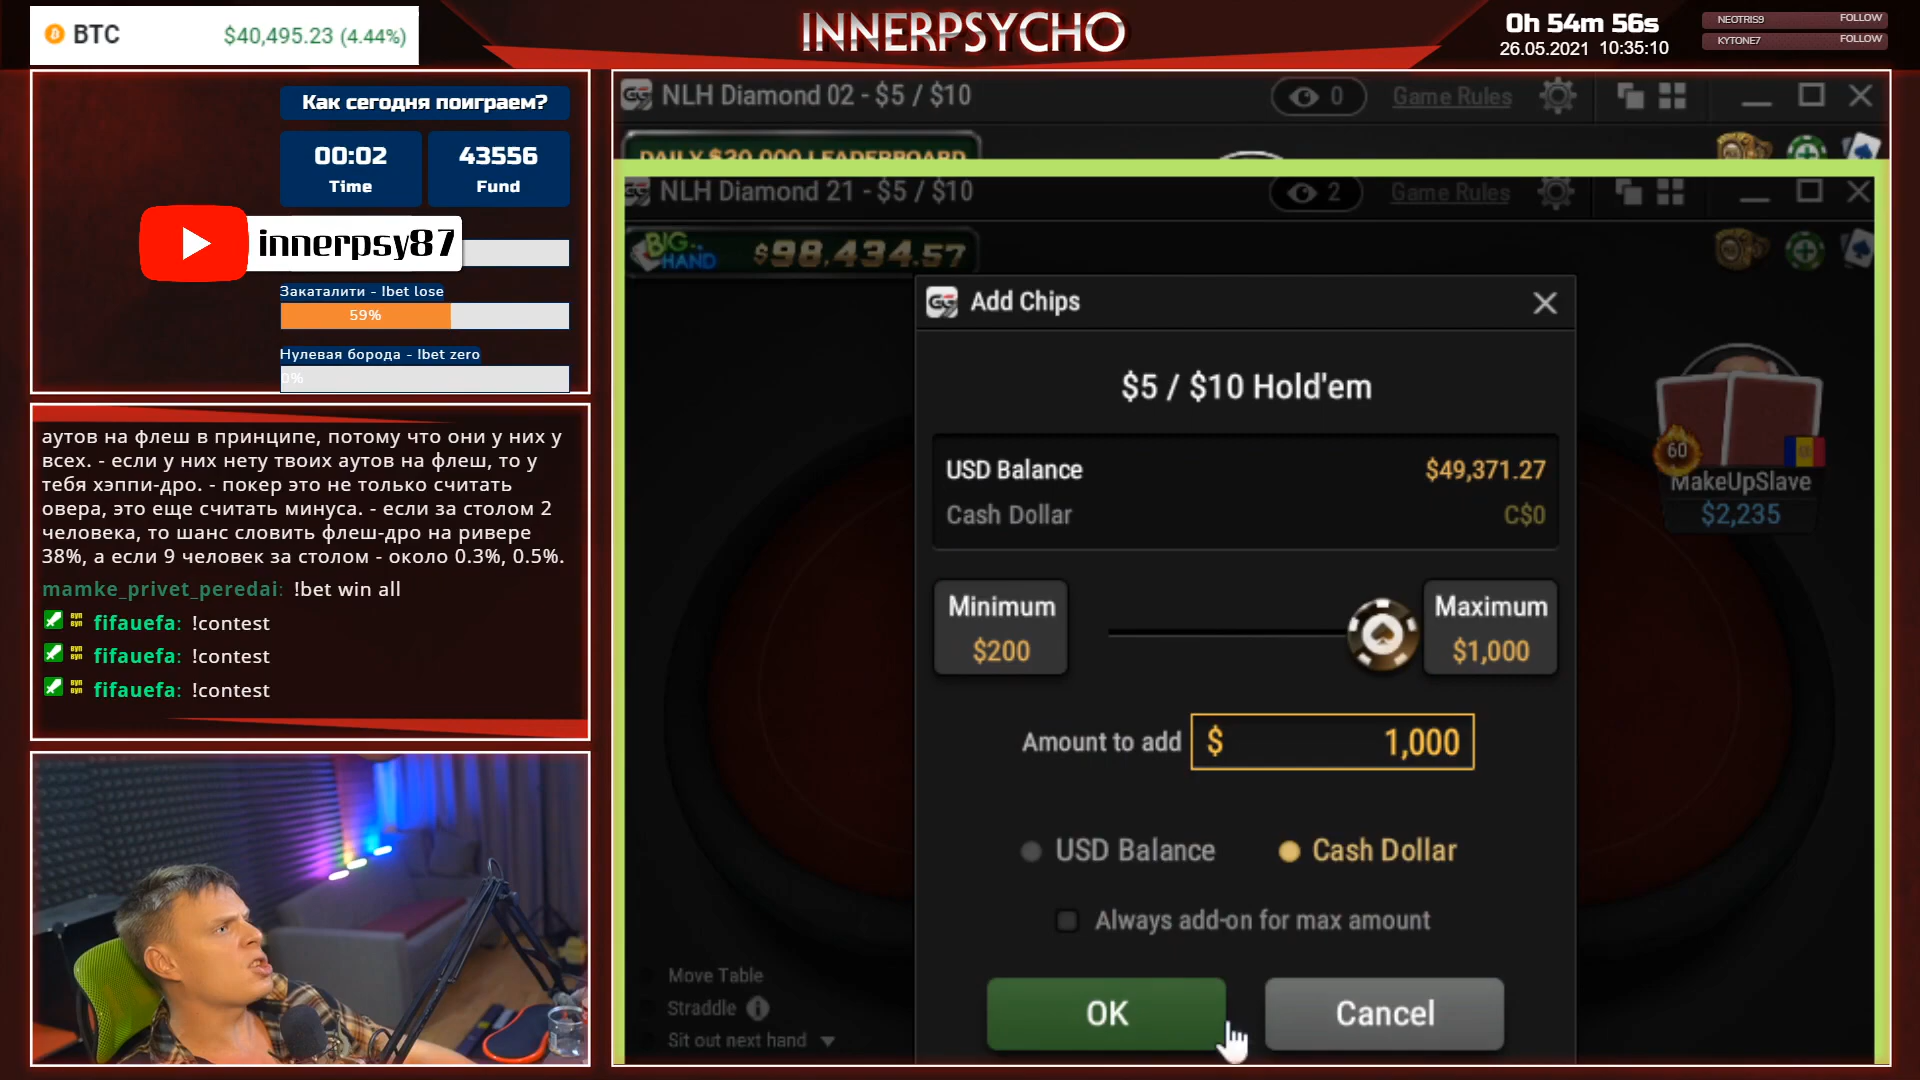 BTC
$40,495.23 (4.44%)
INNERPSYCHO
0h 54m 56s
26.05.2021 10:35:10
NEOTRIS9 FOLLOW
KYTONE7 FOLLOW
Как сегодня поиграем?
00:02
Time
43556
Fund
innerpsy87
Закаталити - !bet lose
59%
Нулевая борода - !bet zero
0%
аутов на флеш в принципе, потому что они у них у
всех. - если у них нету твоих аутов на флеш, то у
тебя хэппи-дро. - покер это не только считать
овера, это еще считать минуса. - если за столом 2
человека, то шанс словить флеш-дро на ривере
38%, а если 9 человек за столом - около 0.3%, 0.5%.
mamke_privet_peredai: !bet win all
fifauefa: !contest
fifauefa: !contest
fifauefa: !contest
NLH Diamond 02 - $5 / $10
0
Game Rules
DAILY $20,000 LEADERBOARD
NLH Diamond 21 - $5 / $10
2
Game Rules
BIG HAND
$98,434.57
Add Chips
$5 / $10 Hold'em
USD Balance $49,371.27
Cash Dollar C$0
Minimum
$200
Maximum
$1,000
Amount to add $ 1,000
USD Balance
Cash Dollar
Always add-on for max amount
OK
Cancel
60
MakeUpSlave
$2,235
Move Table
Straddle
Sit out next hand